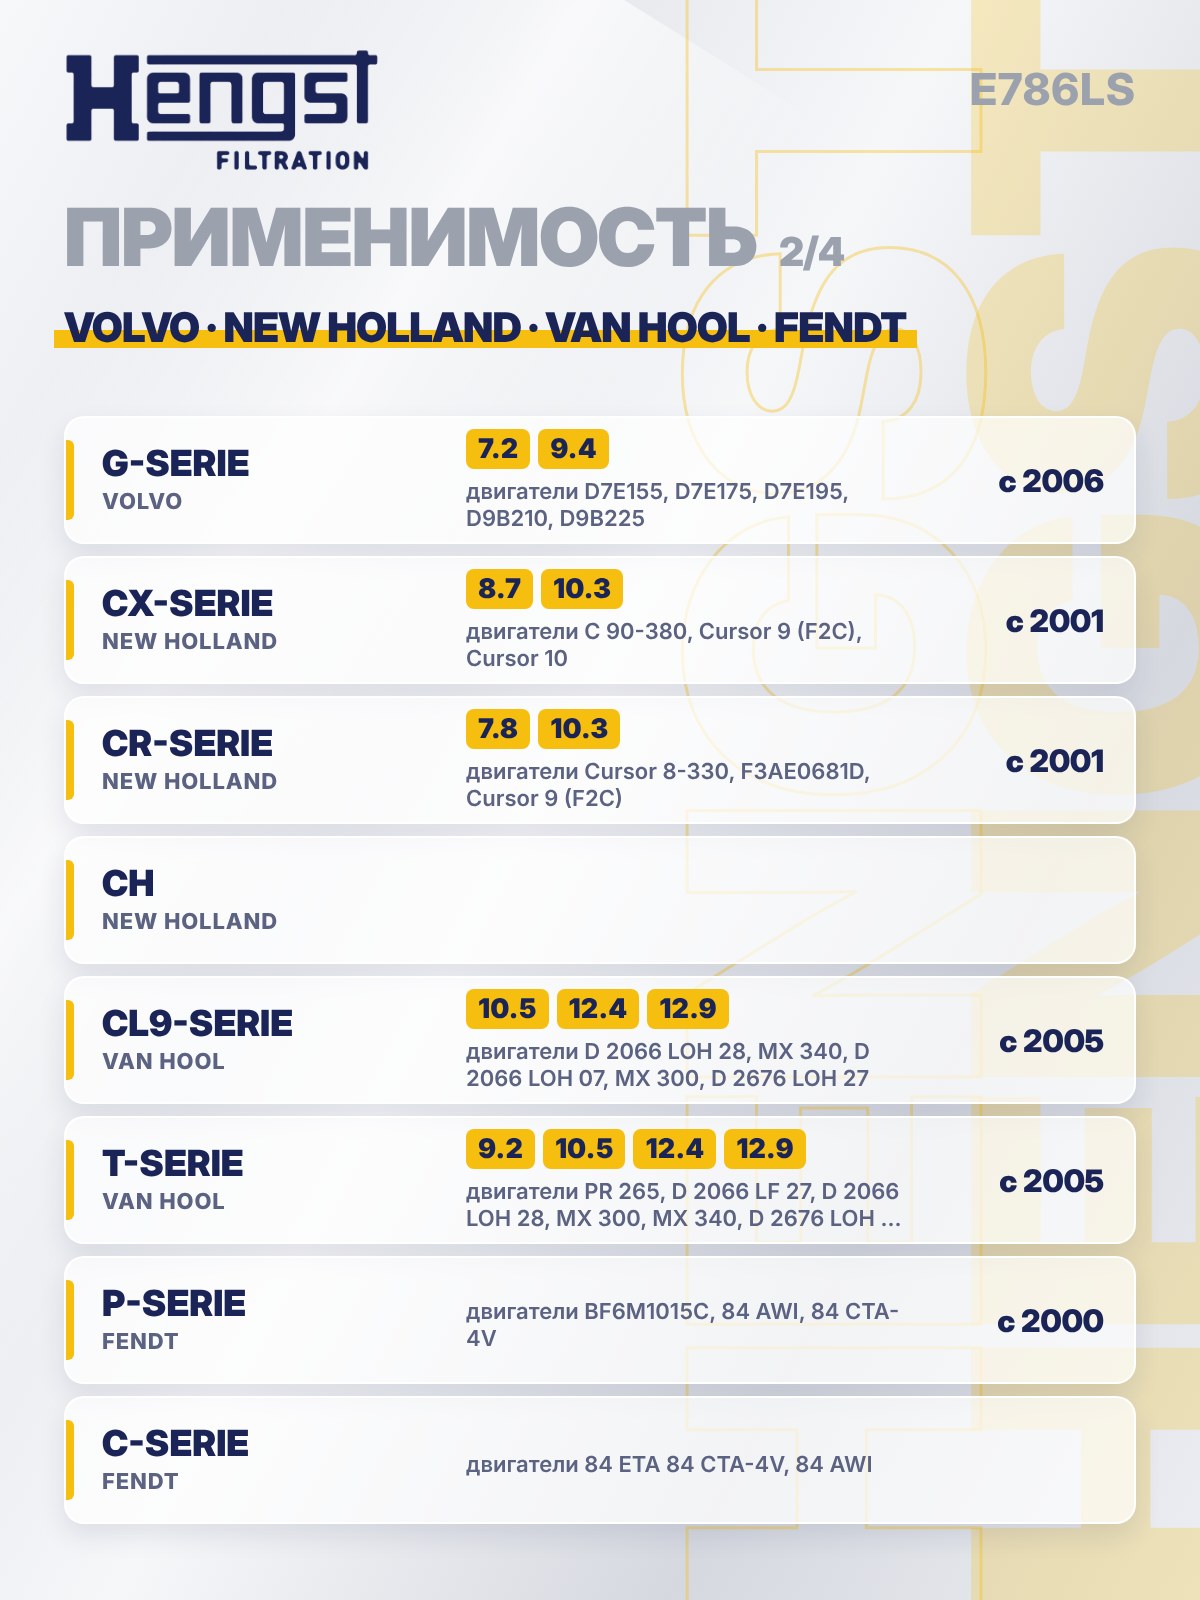 Hengst
FILTRATION
E786LS
ПРИМЕНИМОСТЬ 2/4
VOLVO · NEW HOLLAND · VAN HOOL · FENDT
G-SERIE
VOLVO
7.2 9.4
двигатели D7E155, D7E175, D7E195,
D9B210, D9B225
с 2006
CX-SERIE
NEW HOLLAND
8.7 10.3
двигатели C 90-380, Cursor 9 (F2C),
Cursor 10
с 2001
CR-SERIE
NEW HOLLAND
7.8 10.3
двигатели Cursor 8-330, F3AE0681D,
Cursor 9 (F2C)
с 2001
CH
NEW HOLLAND
CL9-SERIE
VAN HOOL
10.5 12.4 12.9
двигатели D 2066 LOH 28, MX 340, D
2066 LOH 07, MX 300, D 2676 LOH 27
с 2005
T-SERIE
VAN HOOL
9.2 10.5 12.4 12.9
двигатели PR 265, D 2066 LF 27, D 2066
LOH 28, MX 300, MX 340, D 2676 LOH ...
с 2005
P-SERIE
FENDT
двигатели BF6M1015C, 84 AWI, 84 CTA-
4V
с 2000
C-SERIE
FENDT
двигатели 84 ETA 84 CTA-4V, 84 AWI
HENGST
HENGST